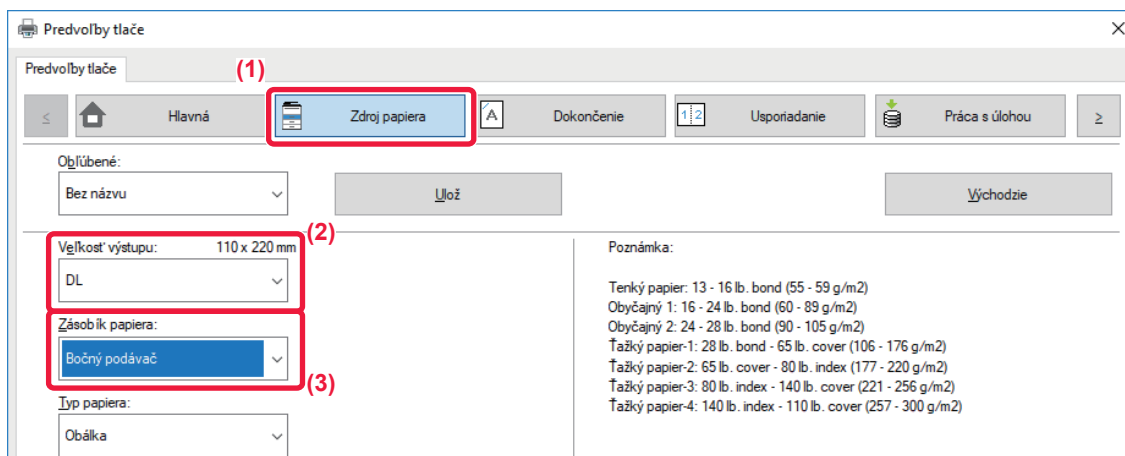 Predvoľby tlače
Predvoľby tlače
(1)
< Hlavná Zdroj papiera A Dokončenie 1 2 Usporiadanie Práca s úlohou >
Obľúbené:
Bez názvu Ulož Východzie
Veľkosť výstupu: 110 x 220 mm (2)
DL
Zásobík papiera:
Bočný podávač
(3)
Typ papiera:
Obálka
Poznámka:
Tenký papier: 13 - 16 lb. bond (55 - 59 g/m2)
Obyčajný 1: 16 - 24 lb. bond (60 - 89 g/m2)
Obyčajný 2: 24 - 28 lb. bond (90 - 105 g/m2)
Ťažký papier-1: 28 lb. bond - 65 lb. cover (106 - 176 g/m2)
Ťažký papier-2: 65 lb. cover - 80 lb. index (177 - 220 g/m2)
Ťažký papier-3: 80 lb. index - 140 lb. cover (221 - 256 g/m2)
Ťažký papier-4: 140 lb. index - 110 lb. cover (257 - 300 g/m2)